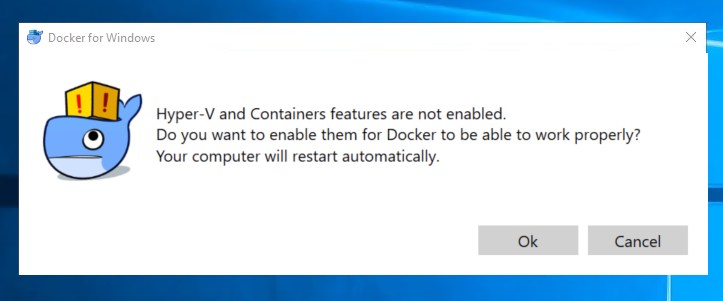 Docker for Windows
Hyper-V and Containers features are not enabled.
Do you want to enable them for Docker to be able to work properly?
Your computer will restart automatically.
Ok
Cancel